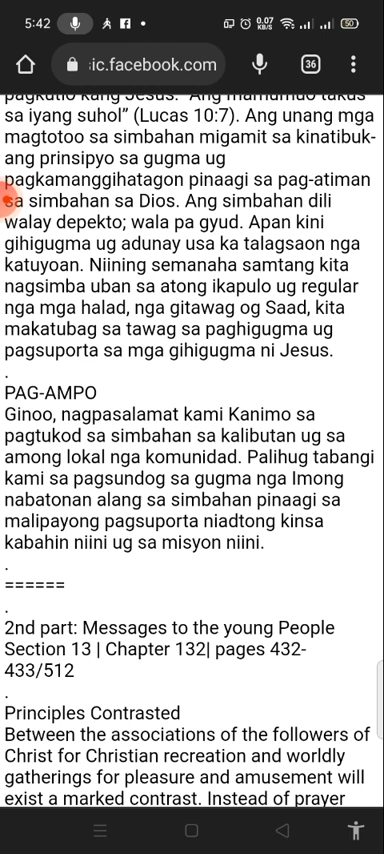 5:42
0.07
KB/S
50
sic.facebook.com
36
pagkutlo kang Jesus: "Ang mamumuo takus
sa iyang suhol” (Lucas 10:7). Ang unang mga
magtotoo sa simbahan migamit sa kinatibuk-
ang prinsipyo sa gugma ug
pagkamanggihatagon pinaagi sa pag-atiman
sa simbahan sa Dios. Ang simbahan dili
walay depekto; wala pa gyud. Apan kini
gihigugma ug adunay usa ka talagsaon nga
katuyoan. Niining semanaha samtang kita
nagsimba uban sa atong ikapulo ug regular
nga mga halad, nga gitawag og Saad, kita
makatubag sa tawag sa paghigugma ug
pagsuporta sa mga gihigugma ni Jesus.
.
PAG-AMPO
Ginoo, nagpasalamat kami Kanimo sa
pagtukod sa simbahan sa kalibutan ug sa
among lokal nga komunidad. Palihug tabangi
kami sa pagsundog sa gugma nga Imong
nabatonan alang sa simbahan pinaagi sa
malipayong pagsuporta niadtong kinsa
kabahin niini ug sa misyon niini.
.
======
.
2nd part: Messages to the young People
Section 13 | Chapter 132| pages 432-
433/512
.
Principles Contrasted
Between the associations of the followers of
Christ for Christian recreation and worldly
gatherings for pleasure and amusement will
exist a marked contrast. Instead of prayer